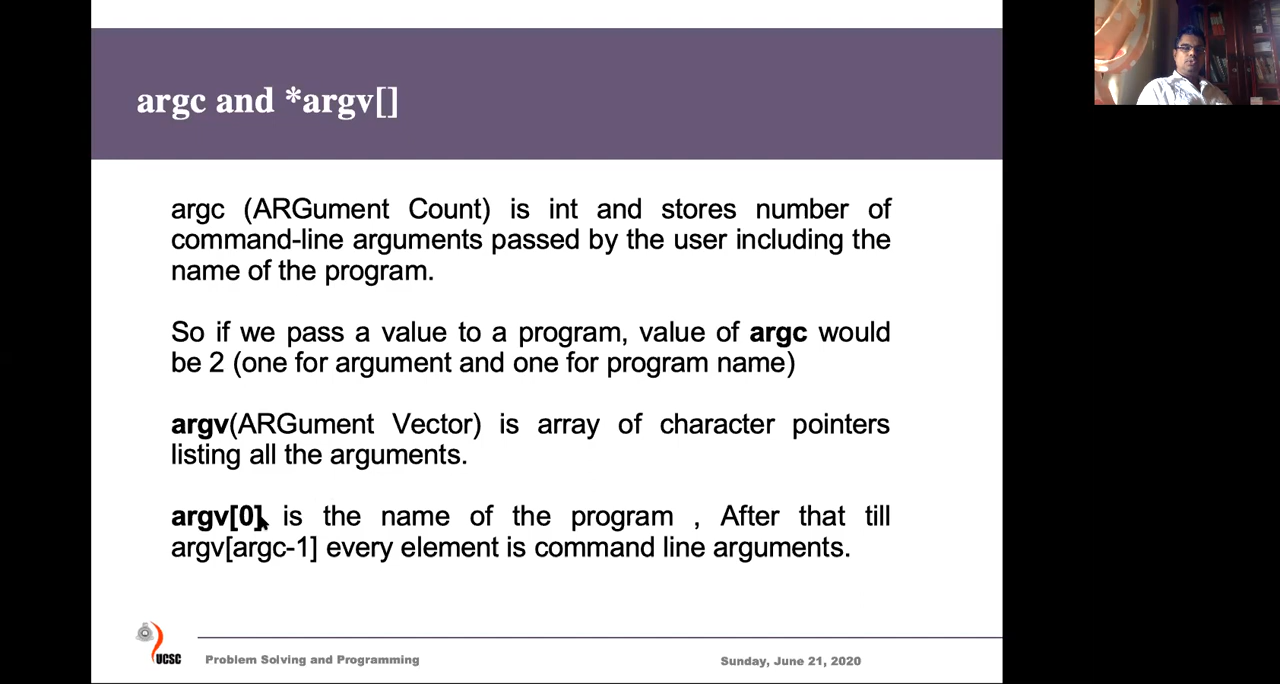 argc and *argv[]
argc (ARGument Count) is int and stores number of
command-line arguments passed by the user including the
name of the program.
So if we pass a value to a program, value of argc would
be 2 (one for argument and one for program name)
argv(ARGument Vector) is array of character pointers
listing all the arguments.
argv[0] is the name of the program , After that till
argv[argc-1] every element is command line arguments.
UCSC
Problem Solving and Programming
Sunday, June 21, 2020